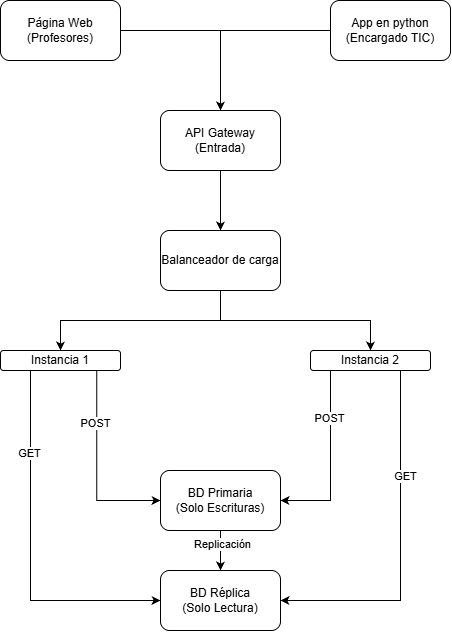 Página Web
(Profesores)
App en python
(Encargado TIC)
API Gateway
(Entrada)
Balanceador de carga
Instancia 1
Instancia 2
POST
POST
GET
GET
BD Primaria
(Solo Escrituras)
Replicación
BD Réplica
(Solo Lectura)